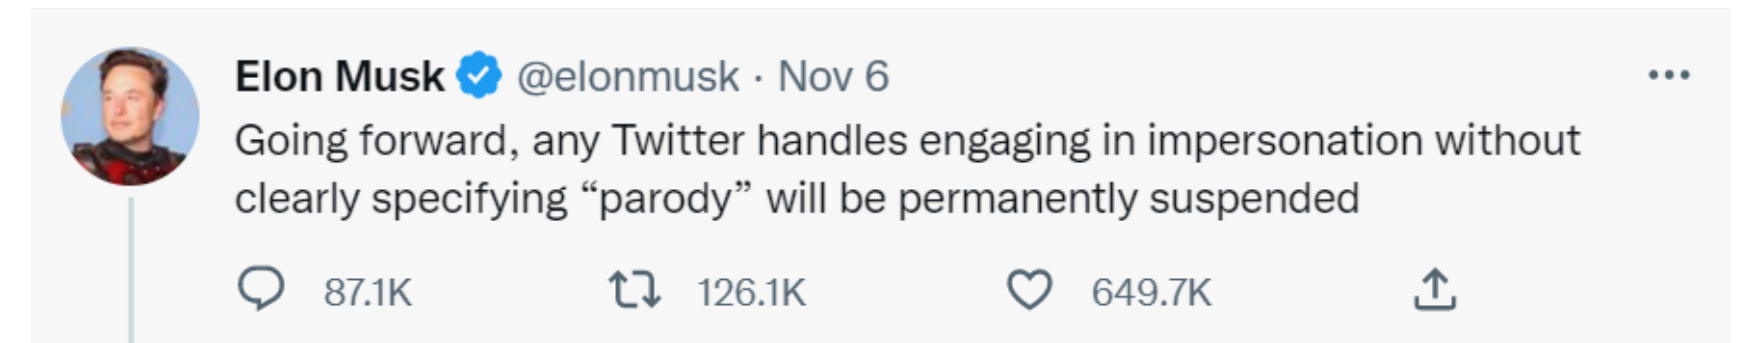 Elon Musk @elonmusk · Nov 6
Going forward, any Twitter handles engaging in impersonation without
clearly specifying “parody” will be permanently suspended
87.1K 126.1K 649.7K